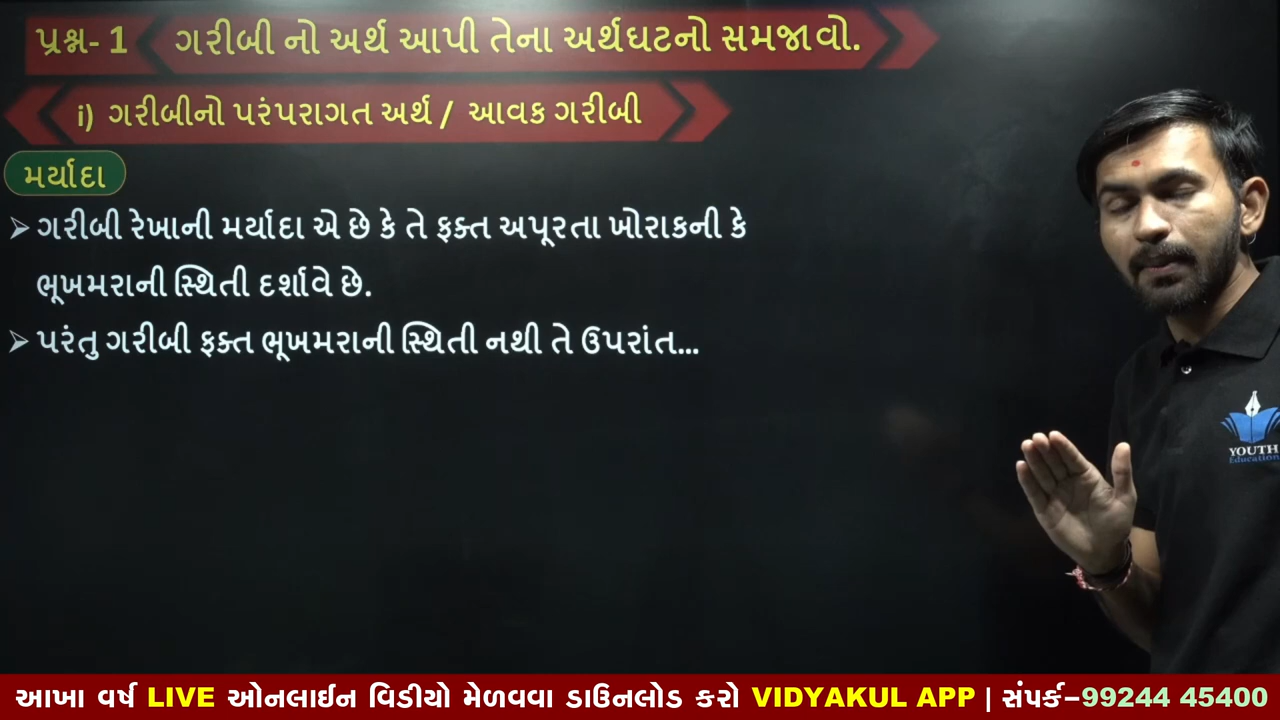 પ્રશ્ન- 1 ગરીબી નો અર્થ આપી તેના અર્થઘટનો સમજાવો.
i) ગરીબીનો પરંપરાગત અર્થ / આવક ગરીબી
મર્યાદા
➢ ગરીબી રેખાની મર્યાદા એ છે કે તે ફક્ત અપૂરતા ખોરાકની કે
ભૂખમરાની સ્થિતી દર્શાવે છે.
➢ પરંતુ ગરીબી ફક્ત ભૂખમરાની સ્થિતી નથી તે ઉપરાંત...
YOUTH
Education
આખા વર્ષ LIVE ઓનલાઈન વિડીયો મેળવવા ડાઉનલોડ કરો VIDYAKUL APP | સંપર્ક–99244 45400